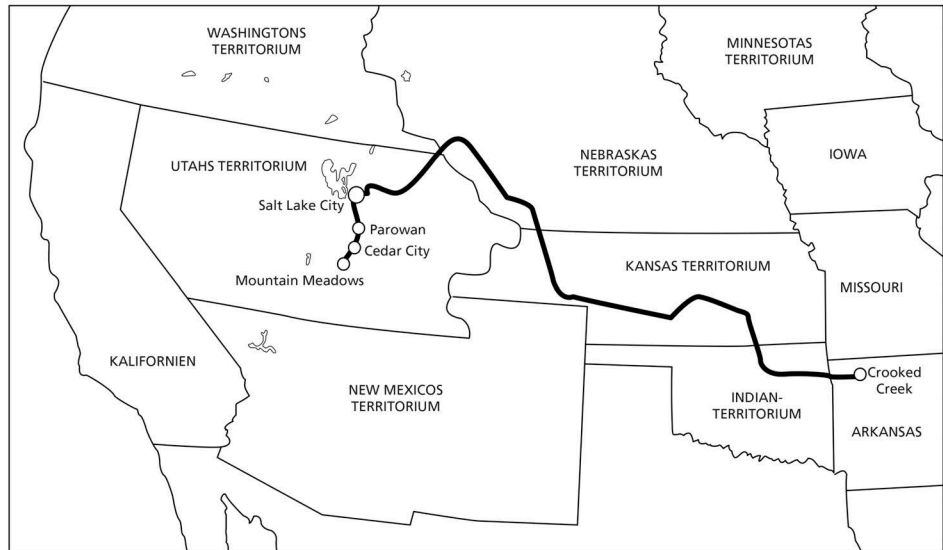 WASHINGTONS
TERRITORIUM
MINNESOTAS
TERRITORIUM
NEBRASKAS
TERRITORIUM
IOWA
UTAHS TERRITORIUM
Salt Lake City
Parowan
Cedar City
Mountain Meadows
KANSAS TERRITORIUM
MISSOURI
KALIFORNIEN
NEW MEXICOS
TERRITORIUM
INDIAN-
TERRITORIUM
Crooked
Creek
ARKANSAS